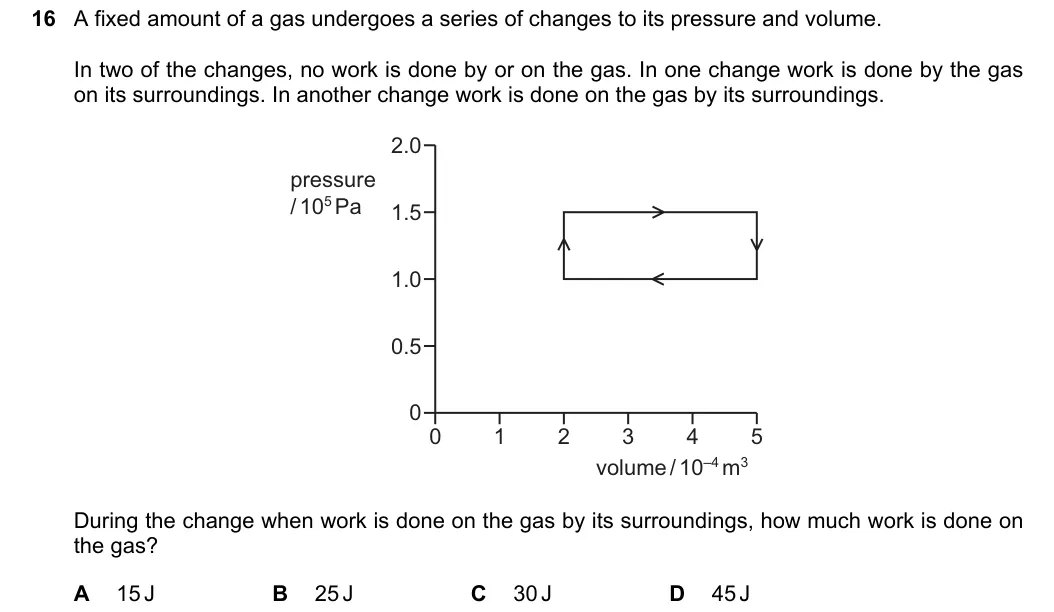 16 A fixed amount of a gas undergoes a series of changes to its pressure and volume.
In two of the changes, no work is done by or on the gas. In one change work is done by the gas
on its surroundings. In another change work is done on the gas by its surroundings.
2.0
pressure
/ 10⁵ Pa
1.5
1.0
0.5
0
0 1 2 3 4 5
volume / 10⁻⁴ m³
During the change when work is done on the gas by its surroundings, how much work is done on
the gas?
A 15 J B 25 J C 30 J D 45 J